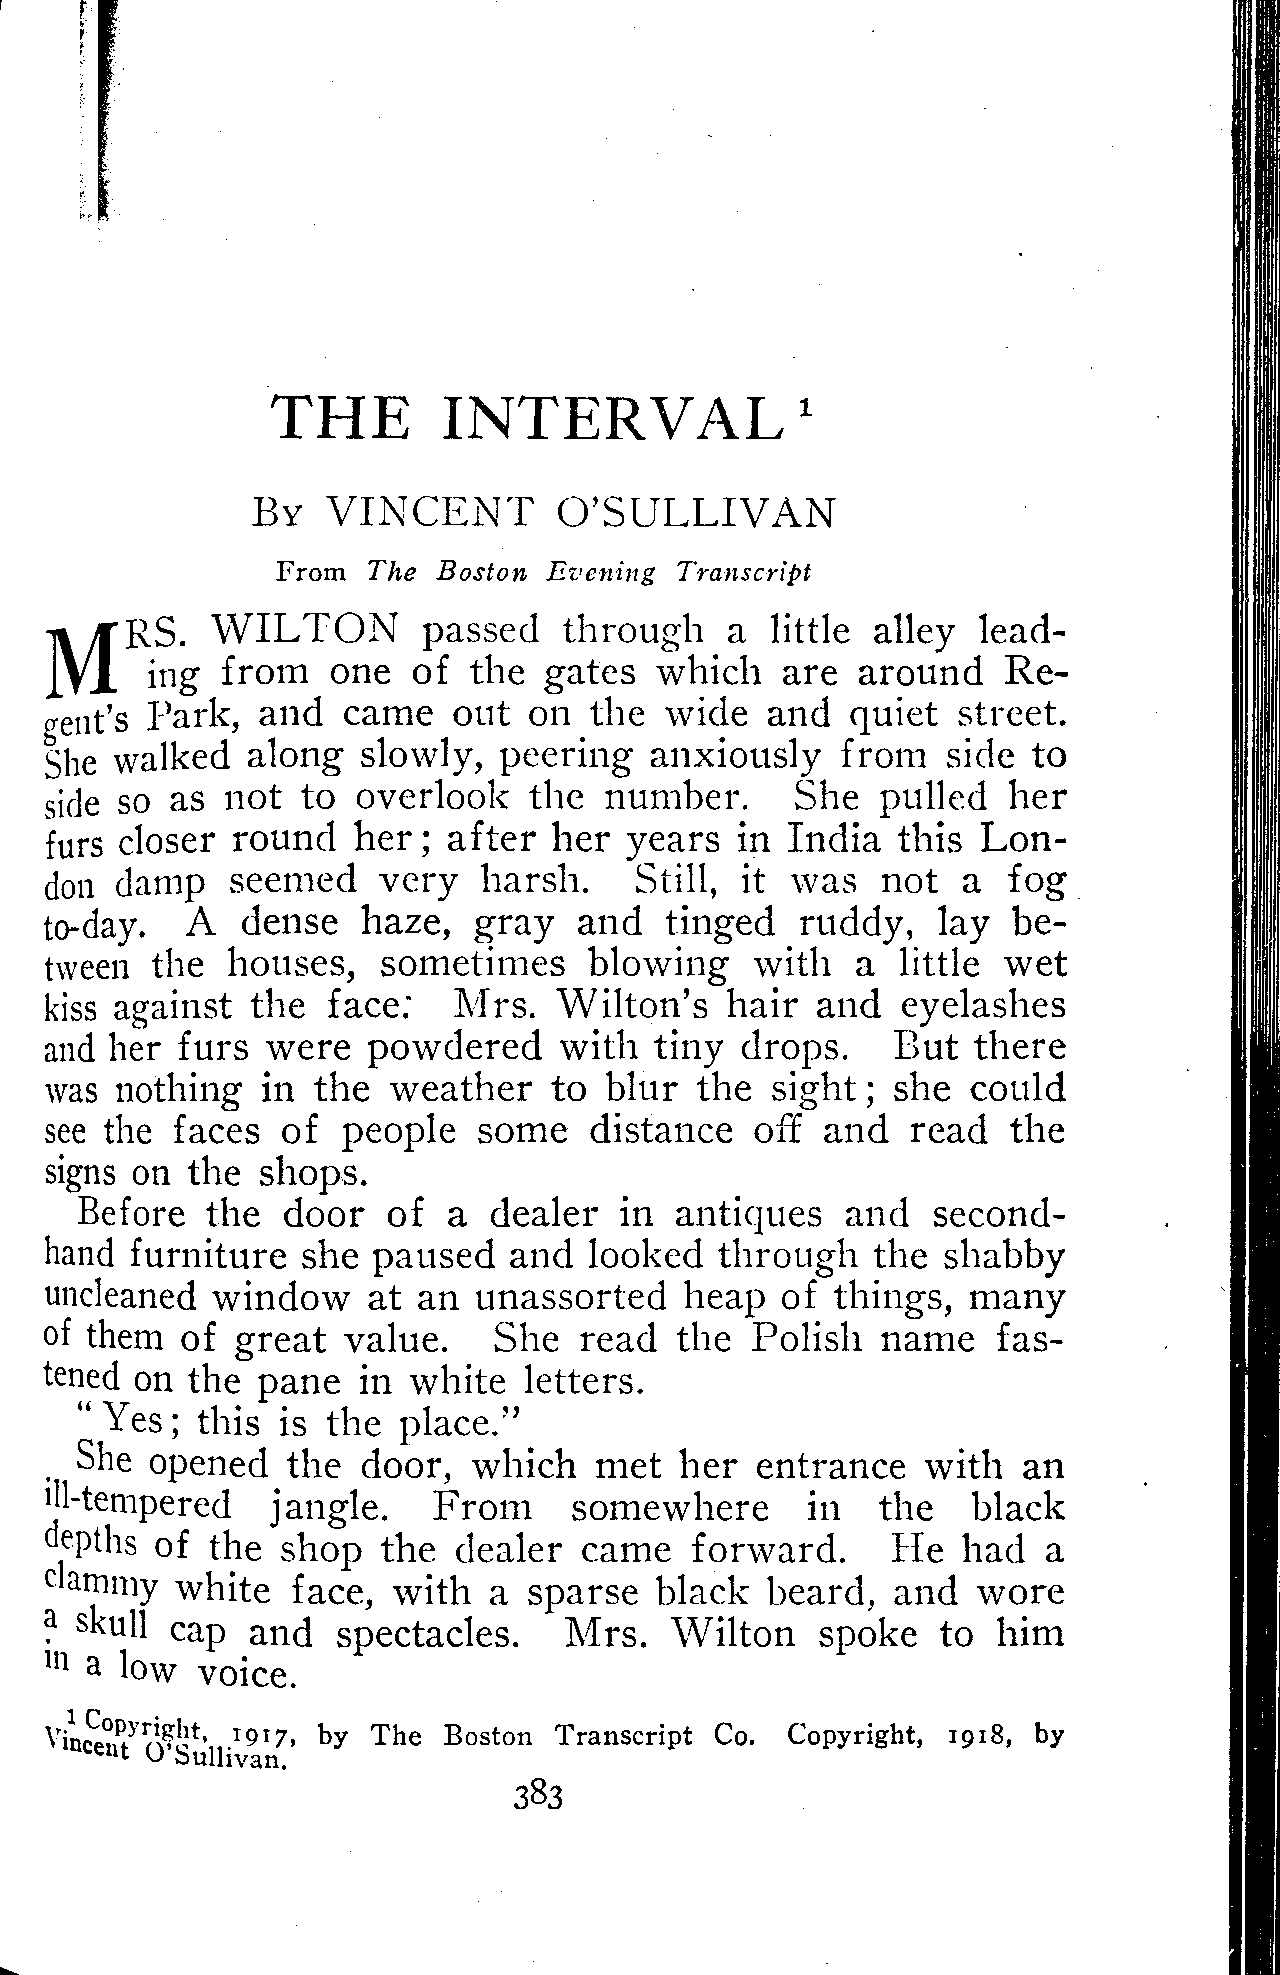 THE INTERVAL 1
By VINCENT O'SULLIVAN
From The Boston Evening Transcript
MRS. WILTON passed through a little alley lead-
ing from one of the gates which are around Re-
gent's Park, and came out on the wide and quiet street.
She walked along slowly, peering anxiously from side to
side so as not to overlook the number. She pulled her
furs closer round her; after her years in India this Lon-
don damp seemed very harsh. Still, it was not a fog
to-day. A dense haze, gray and tinged ruddy, lay be-
tween the houses, sometimes blowing with a little wet
kiss against the face: Mrs. Wilton's hair and eyelashes
and her furs were powdered with tiny drops. But there
was nothing in the weather to blur the sight; she could
see the faces of people some distance off and read the
signs on the shops.
Before the door of a dealer in antiques and second-
hand furniture she paused and looked through the shabby
uncleaned window at an unassorted heap of things, many
of them of great value. She read the Polish name fas-
tened on the pane in white letters.
"Yes; this is the place."
She opened the door, which met her entrance with an
ill-tempered jangle. From somewhere in the black
depths of the shop the dealer came forward. He had a
clammy white face, with a sparse black beard, and wore
a skull cap and spectacles. Mrs. Wilton spoke to him
in a low voice.
1 Copyright, 1917, by The Boston Transcript Co. Copyright, 1918, by
Vincent O'Sullivan.
383